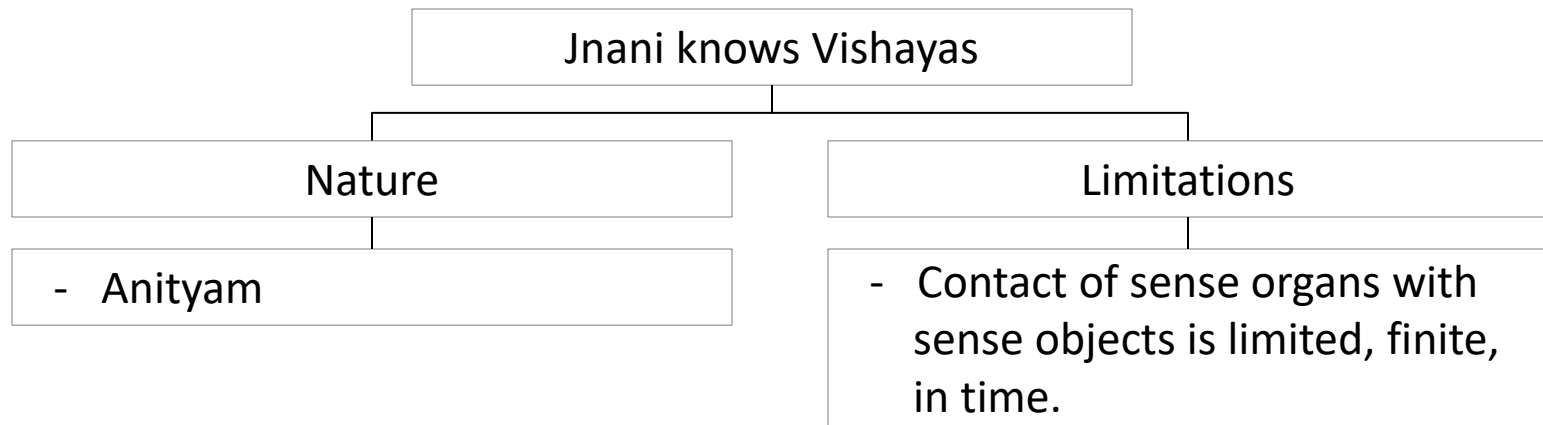 Jnani knows Vishayas
Nature
Limitations
- Anityam
- Contact of sense organs with
sense objects is limited, finite,
in time.